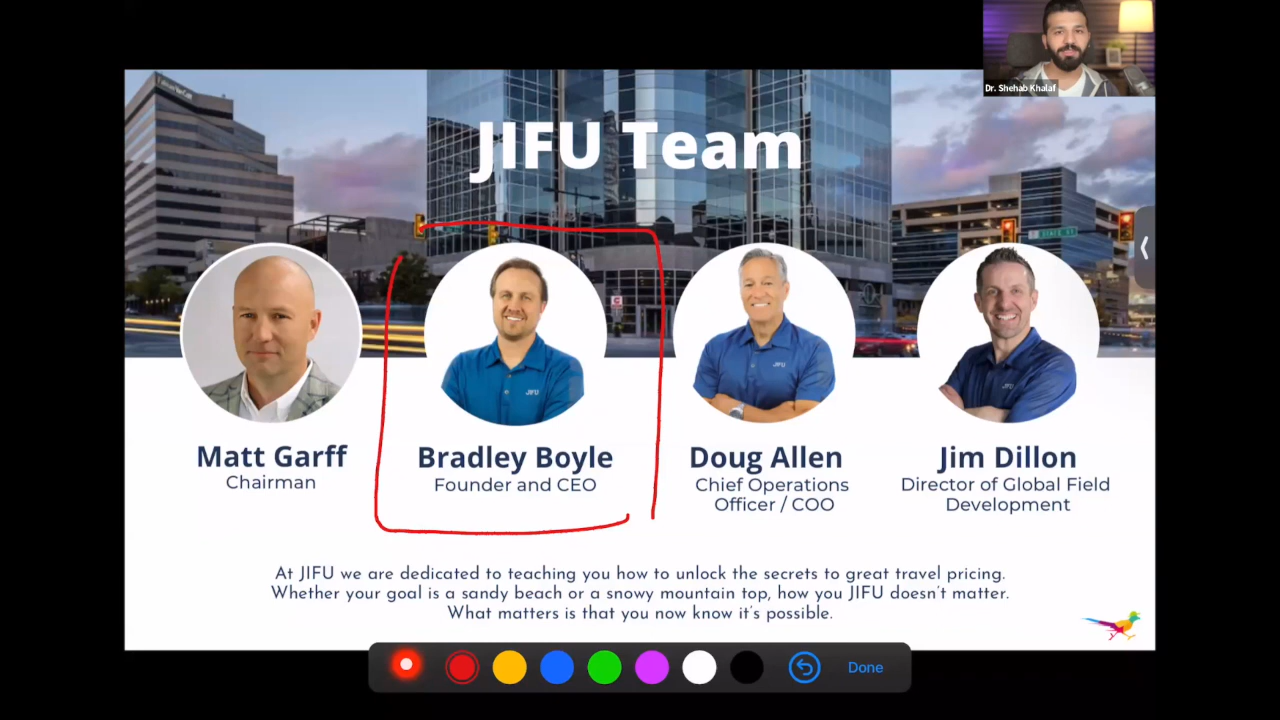 Dr. Shehab Khalaf
JIFU Team
JIFU
JIFU
JIFU
Matt Garff
Chairman
Bradley Boyle
Founder and CEO
Doug Allen
Chief Operations
Officer / COO
Jim Dillon
Director of Global Field
Development
At JIFU we are dedicated to teaching you how to unlock the secrets to great travel pricing.
Whether your goal is a sandy beach or a snowy mountain top, how you JIFU doesn't matter.
What matters is that you now know it's possible.
Done